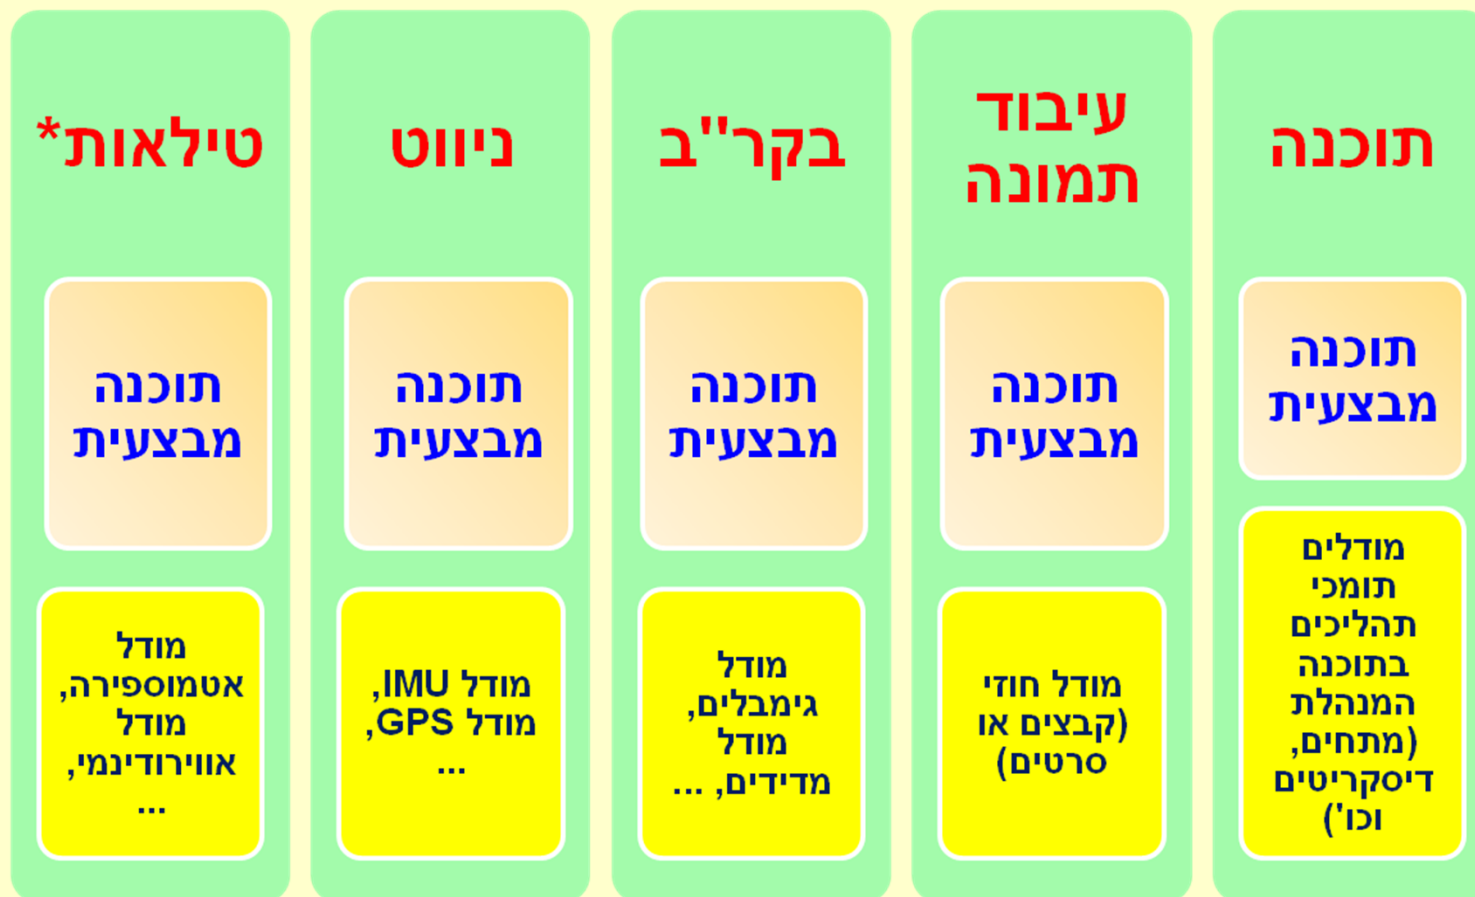 תוכנה
תוכנה
מבצעית
מודלים
תומכי
תהליכים
בתוכנה
המנהלת
(מתחים,
דיסקריטים
וכו')
עיבוד
תמונה
תוכנה
מבצעית
מודל חוזי
(קבצים או
סרטים)
בקר"ב
תוכנה
מבצעית
מודל
גימבלים,
מודל
מדידים, ...
ניווט
תוכנה
מבצעית
מודל IMU,
מודל GPS,
...
טילאות*
תוכנה
מבצעית
מודל
אטמוספירה,
מודל
אווירודינמי,
...